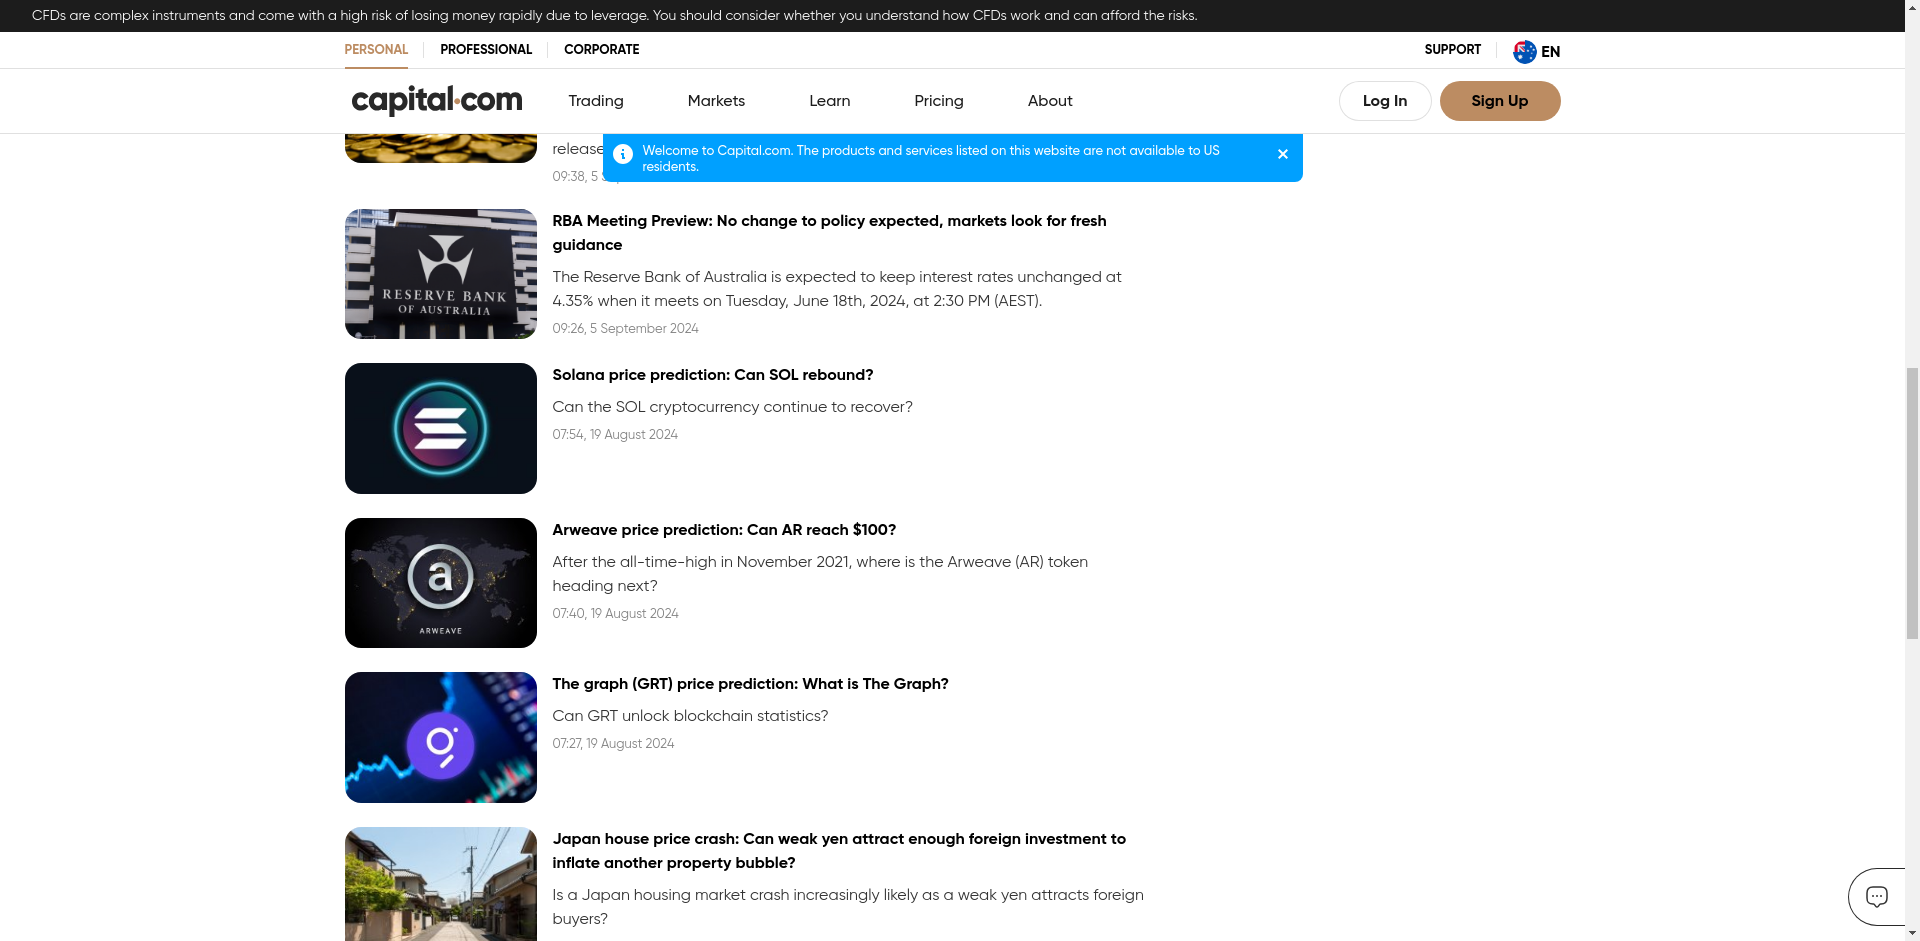 CFDs are complex instruments and come with a high risk of losing money rapidly due to leverage. You should consider whether you understand how CFDs work and can afford the risks.
PERSONAL
PROFESSIONAL
CORPORATE
SUPPORT
EN
capital.com
Trading
Markets
Learn
Pricing
About
Log In
Sign Up
Welcome to Capital.com. The products and services listed on this website are not available to US
residents.
release
09:38, 5
RBA Meeting Preview: No change to policy expected, markets look for fresh
guidance
The Reserve Bank of Australia is expected to keep interest rates unchanged at
4.35% when it meets on Tuesday, June 18th, 2024, at 2:30 PM (AEST).
09:26, 5 September 2024
RESERVE BANK
OF AUSTRALIA
Solana price prediction: Can SOL rebound?
Can the SOL cryptocurrency continue to recover?
07:54, 19 August 2024
Arweave price prediction: Can AR reach $100?
After the all-time-high in November 2021, where is the Arweave (AR) token
heading next?
07:40, 19 August 2024
a
ARWEAVE
The graph (GRT) price prediction: What is The Graph?
Can GRT unlock blockchain statistics?
07:27, 19 August 2024
Japan house price crash: Can weak yen attract enough foreign investment to
inflate another property bubble?
Is a Japan housing market crash increasingly likely as a weak yen attracts foreign
buyers?